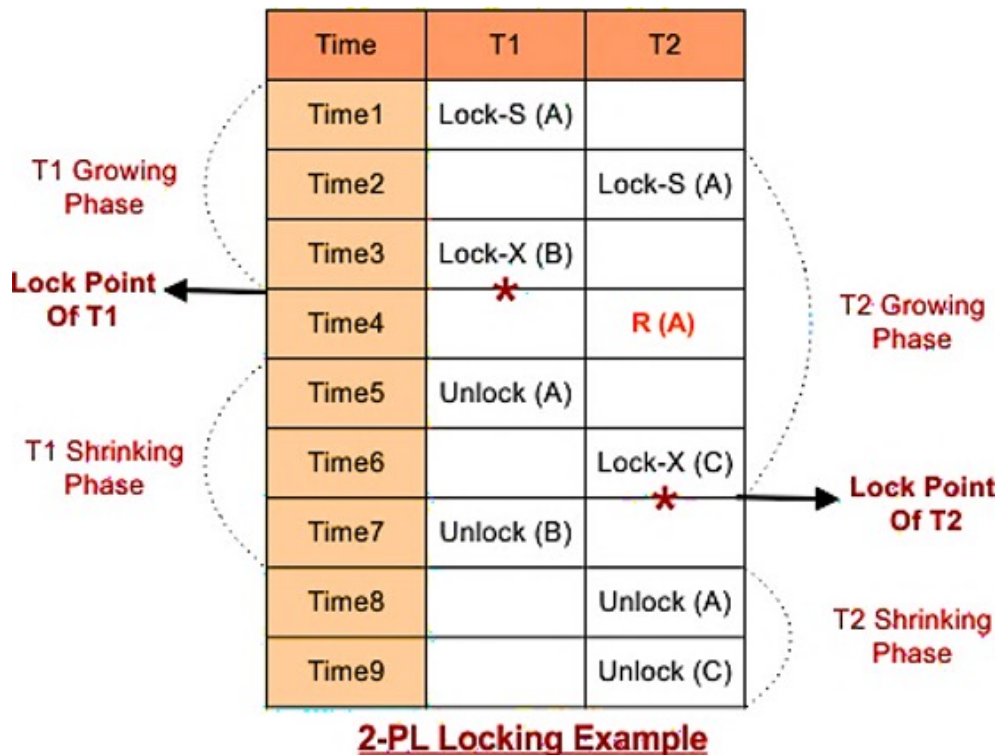 Time T1 T2
Time1 Lock-S (A)
T1 Growing
Phase
Time2 Lock-S (A)
Time3 Lock-X (B)
*
Lock Point
Of T1
Time4 R (A)
T2 Growing
Phase
Time5 Unlock (A)
T1 Shrinking
Phase
Time6 Lock-X (C)
*
Lock Point
Of T2
Time7 Unlock (B)
Time8 Unlock (A)
T2 Shrinking
Phase
Time9 Unlock (C)
2-PL Locking Example